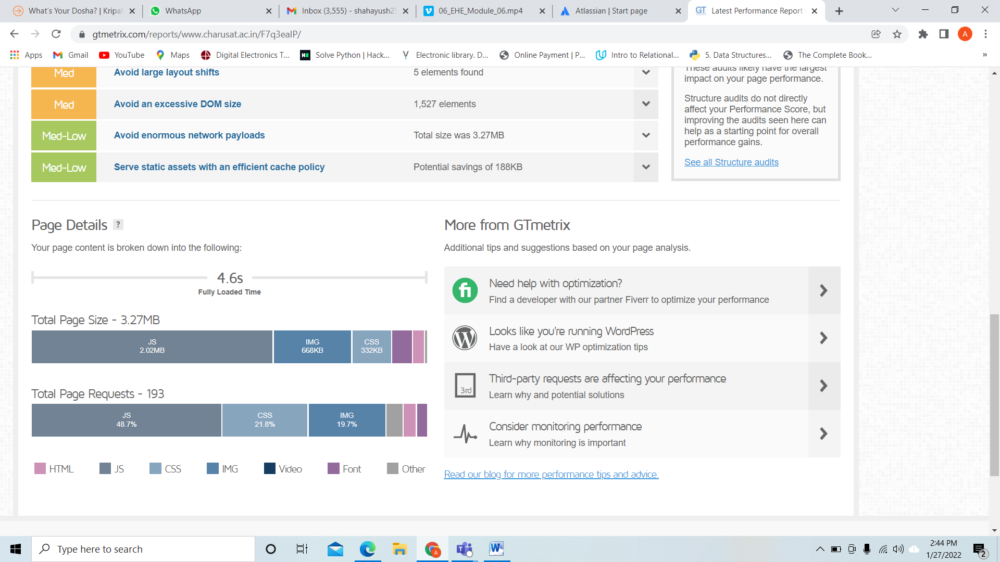 What's Your Dosha? | Kripal
WhatsApp
Inbox (3,555) - shahayush25
06_EHE_Module_06.mp4
Atlassian | Start page
GT Latest Performance Report
gtmetrix.com/reports/www.charusat.ac.in/F7q3eaIP/
A
Apps
Gmail
YouTube
Maps
Digital Electronics T...
Solve Python | Hack...
Electronic library. D...
Online Payment | P...
Intro to Relational...
5. Data Structures...
The Complete Book...
»
Med Avoid large layout shifts 5 elements found
Med Avoid an excessive DOM size 1,527 elements
Med-Low Avoid enormous network payloads Total size was 3.27MB
Med-Low Serve static assets with an efficient cache policy Potential savings of 188KB
These audits likely have the largest
impact on your page performance.
Structure audits do not directly
affect your Performance Score, but
improving the audits seen here can
help as a starting point for overall
performance gains.
See all Structure audits
Page Details ?
Your page content is broken down into the following:
4.6s
Fully Loaded Time
Total Page Size - 3.27MB
JS
2.02MB
IMG
668KB
CSS
332KB
Total Page Requests - 193
JS
48.7%
CSS
21.8%
IMG
19.7%
HTML JS CSS IMG Video Font Other
More from GTmetrix
Additional tips and suggestions based on your page analysis.
fi
Need help with optimization?
Find a developer with our partner Fiverr to optimize your performance
Looks like you're running WordPress
Have a look at our WP optimization tips
3rd
Third-party requests are affecting your performance
Learn why and potential solutions
Consider monitoring performance
Learn why monitoring is important
Read our blog for more performance tips and advice.
Type here to search
2:44 PM
1/27/2022
2